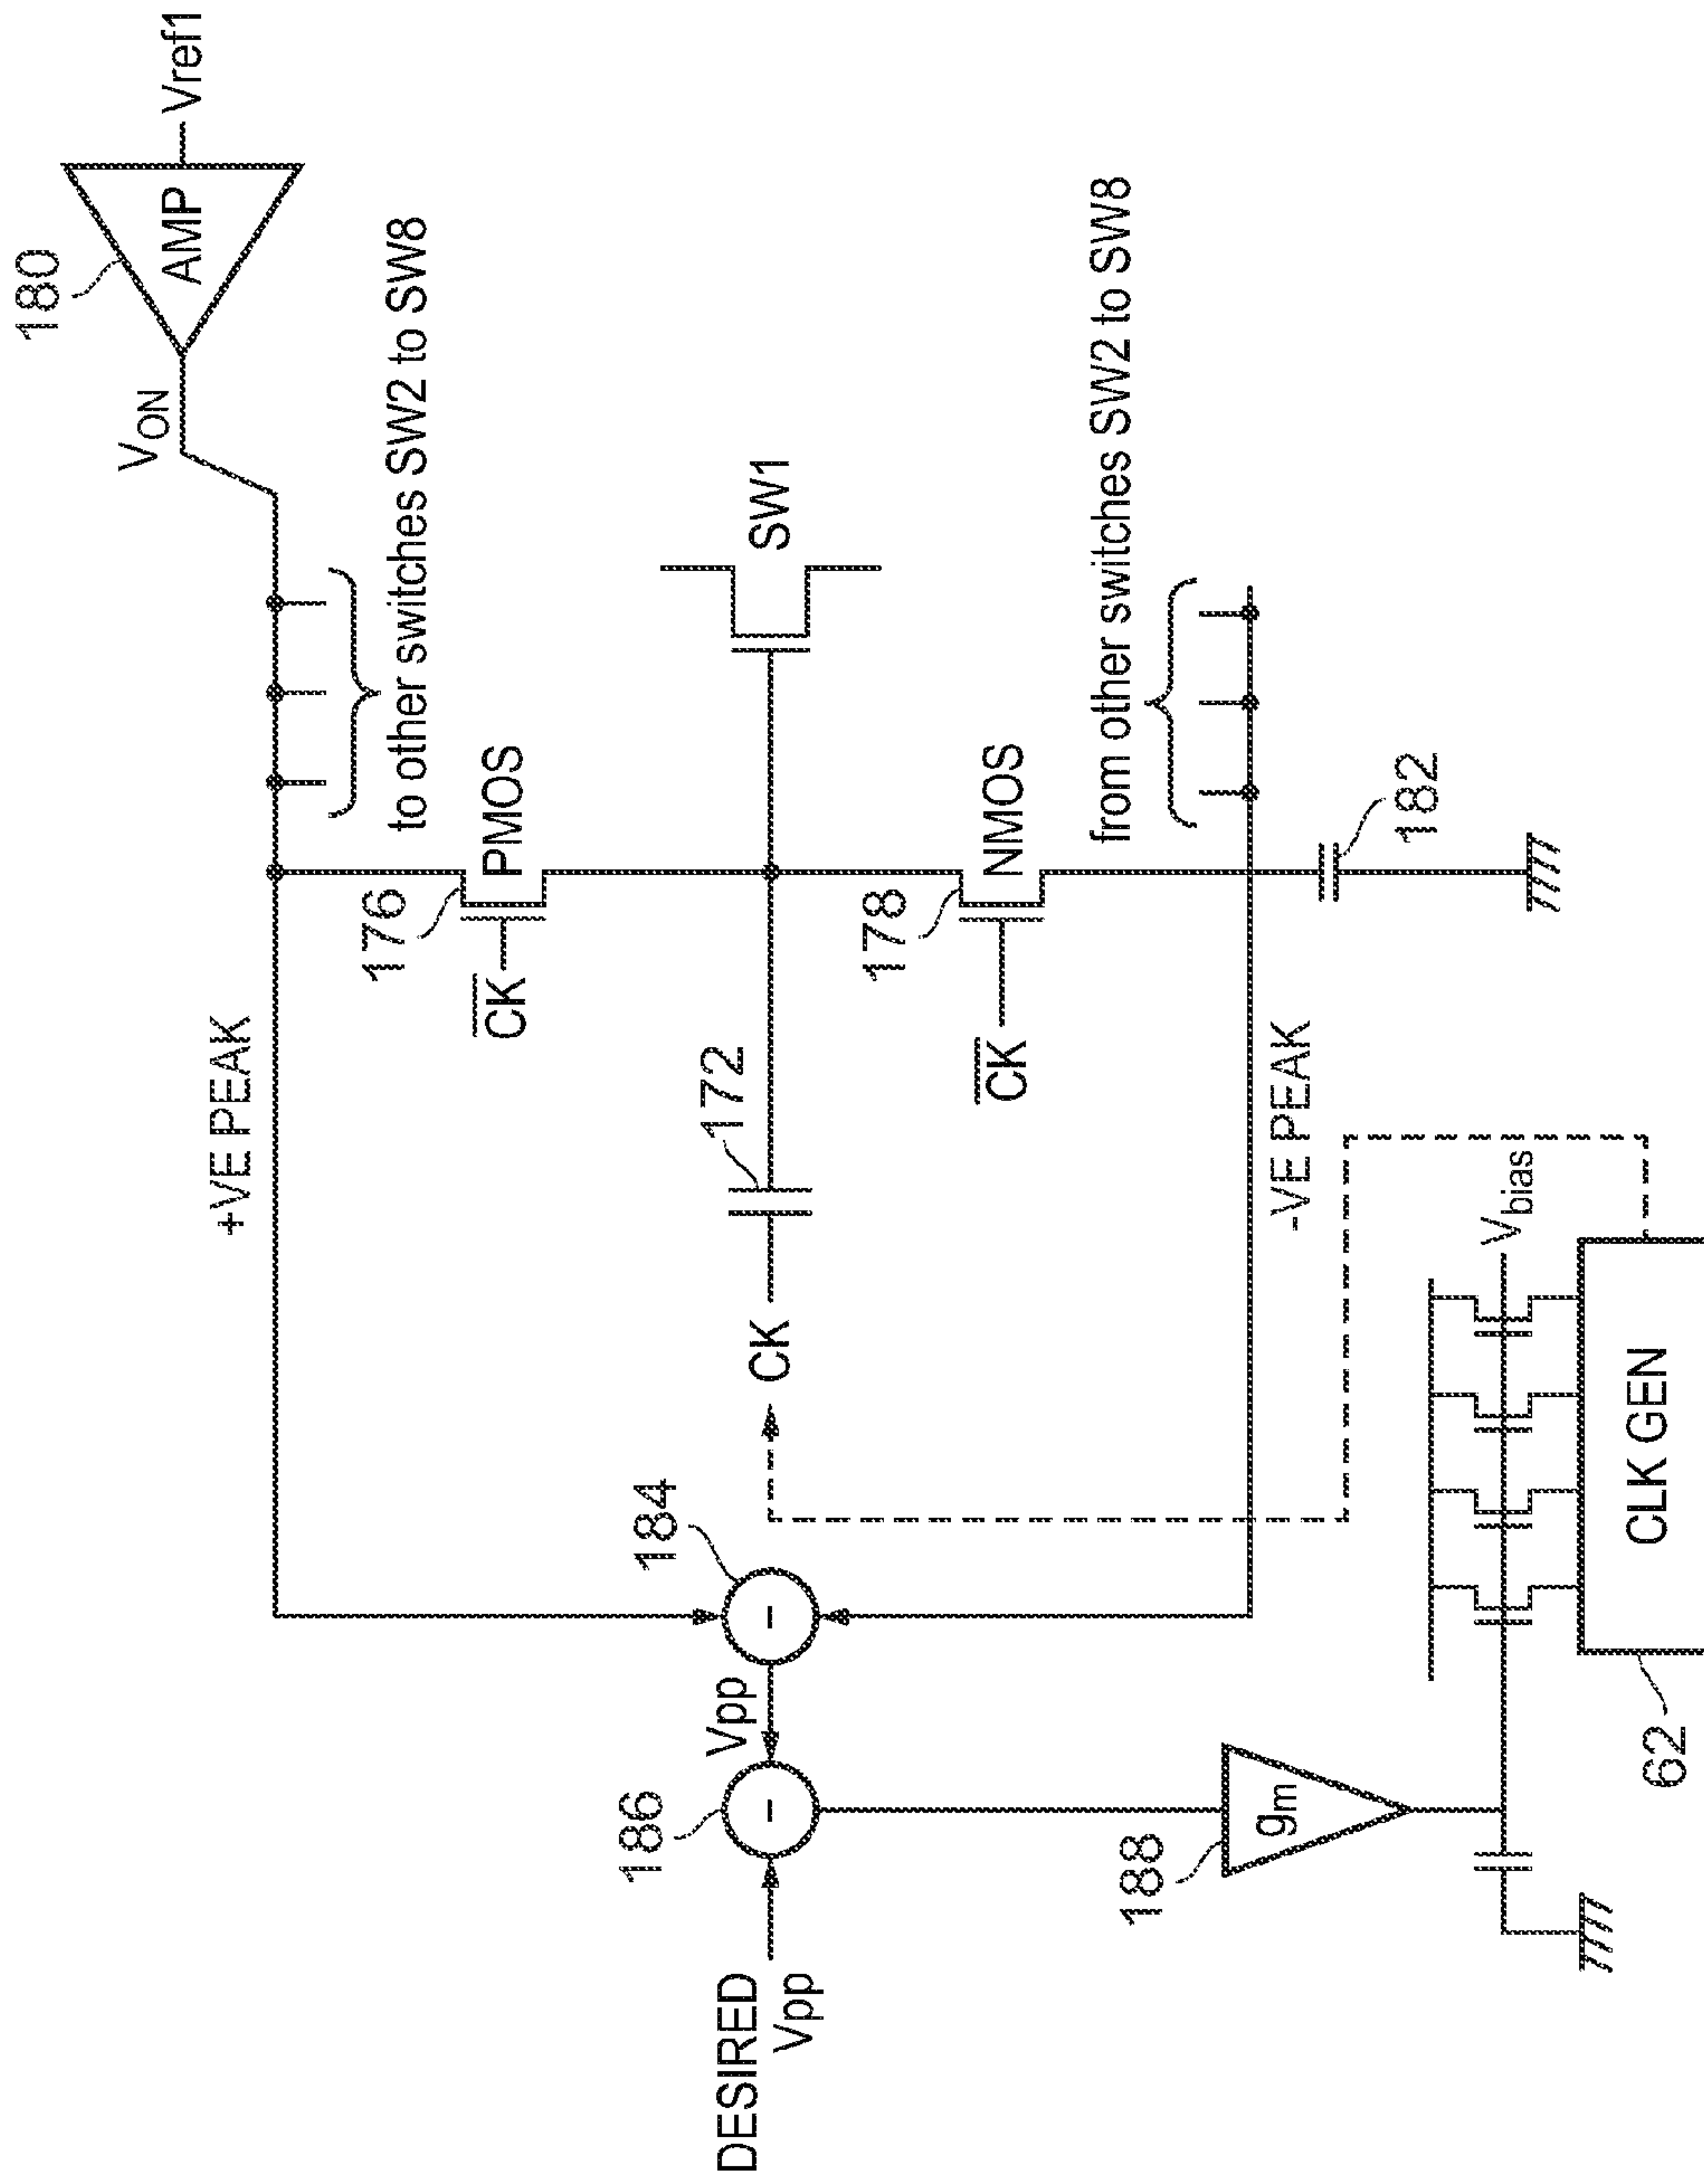 180
AMP
Vref1
VON
to other switches SW2 to SW8
+VE PEAK
176
PMOS
CK
SW1
172
CK
178
NMOS
CK
from other switches SW2 to SW8
-VE PEAK
182
184
Vpp
186
DESIRED
Vpp
188
gm
Vbias
CLK GEN
62